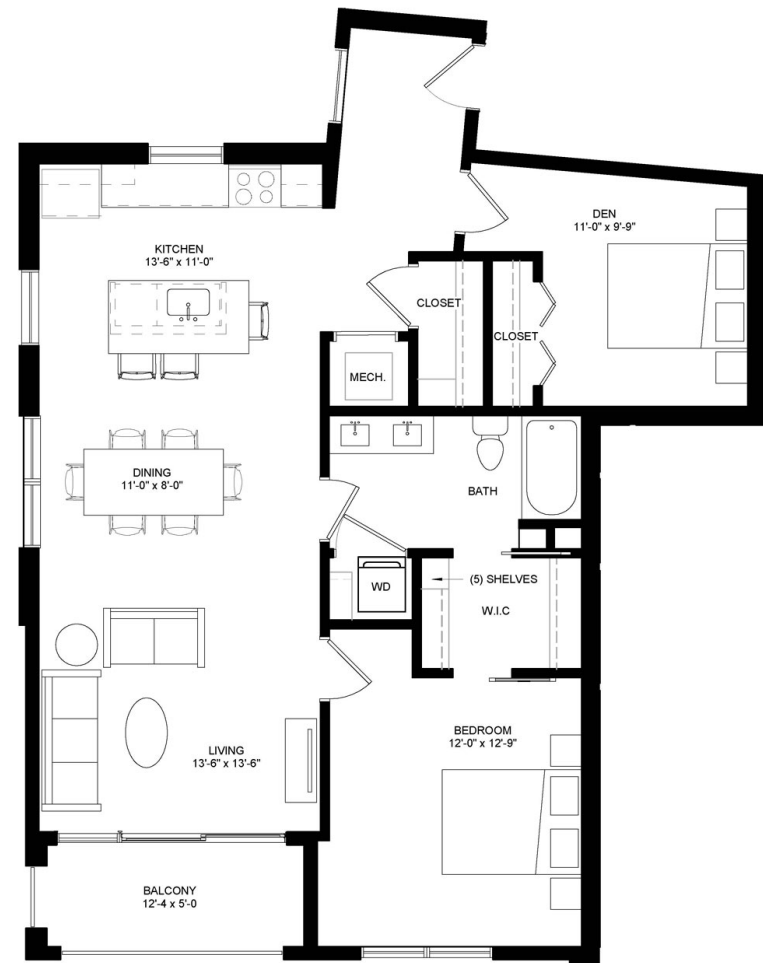 DEN
11'-0" x 9'-9"
KITCHEN
13'-6" x 11'-0"
CLOSET
CLOSET
MECH.
DINING
11'-0" x 8'-0"
BATH
WD
(5) SHELVES
W.I.C
BEDROOM
12'-0" x 12'-9"
LIVING
13'-6" x 13'-6"
BALCONY
12'-4 x 5'-0